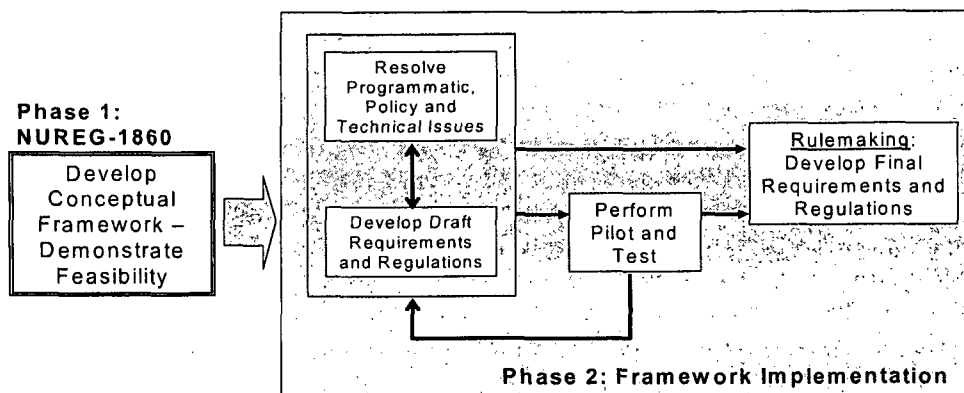 Phase 1:
NUREG-1860
Develop
Conceptual
Framework –
Demonstrate
Feasibility
Resolve
Programmatic,
Policy and
Technical Issues
Develop Draft
Requirements
and Regulations
Perform
Pilot and
Test
Rulemaking:
Develop Final
Requirements and
Regulations
Phase 2: Framework Implementation